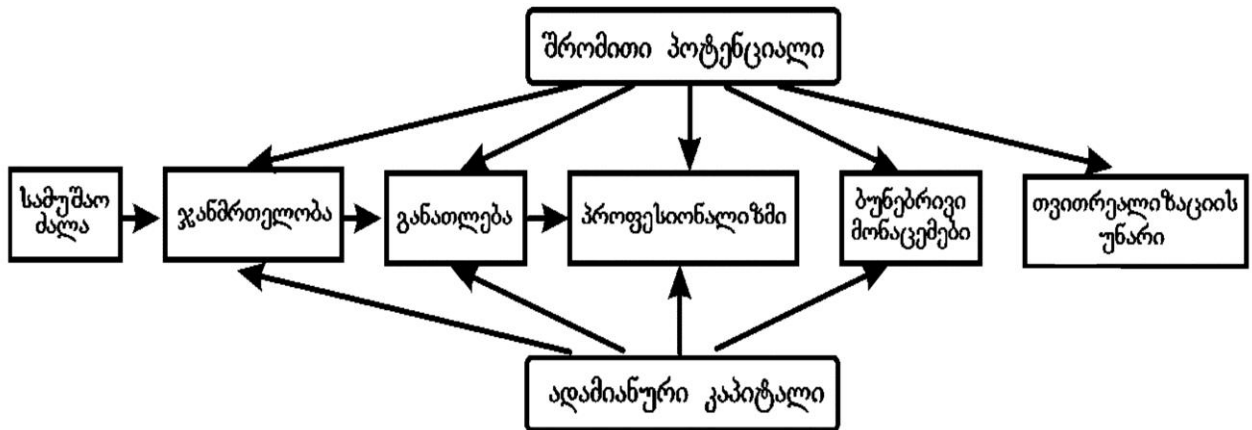 შრომითი პოტენციალი
სამუშაო
ძალა
ჯანმრთელობა
განათლება
პროფესიონალიზმი
ბუნებრივი
მონაცემები
თვითრეალიზაციის
უნარი
ადამიანური კაპიტალი